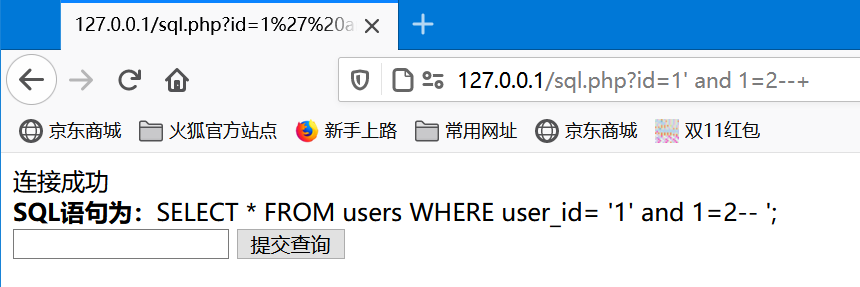 127.0.0.1/sql.php?id=1%27%20a
127.0.0.1/sql.php?id=1' and 1=2--+
京东商城 火狐官方站点 新手上路 常用网址 京东商城 双11红包
连接成功
SQL语句为：SELECT * FROM users WHERE user_id= '1' and 1=2-- ';
提交查询